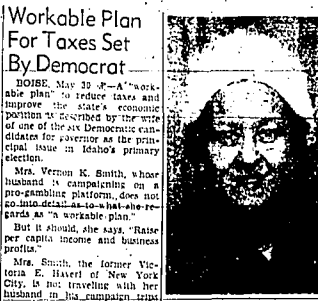 Workable Plan
For Taxes Set
By Democrat
BOISE, May 30 —A "work-
able plan" to reduce taxes and
improve the state's economic
position is described by the wife
of one of the six Democratic can-
didates for governor as the prin-
cipal issue in Idaho's primary
election.
Mrs. Vernon K. Smith, whose
husband is campaigning on a
pro-gambling platform, does not
go into detail as to what she re-
gards as "a workable plan."
But it should, she says, "Raise
per capita income and business
profits."
Mrs. Smith, the former Vic-
toria E. Haverl of New York
City, is not traveling with her
husband in his campaign trips